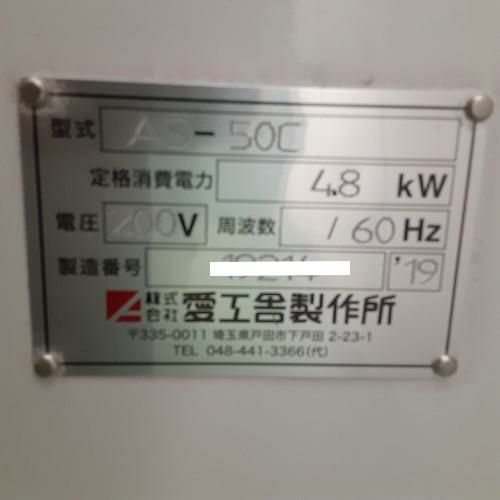 型式 AS-50C
定格消費電力 4.8 kW
電圧 200V 周波数 / 60Hz
製造番号 '19
株式会社 愛工舎製作所
〒335-0011 埼玉県戸田市下戸田 2-23-1
TEL 048-441-3366(代)